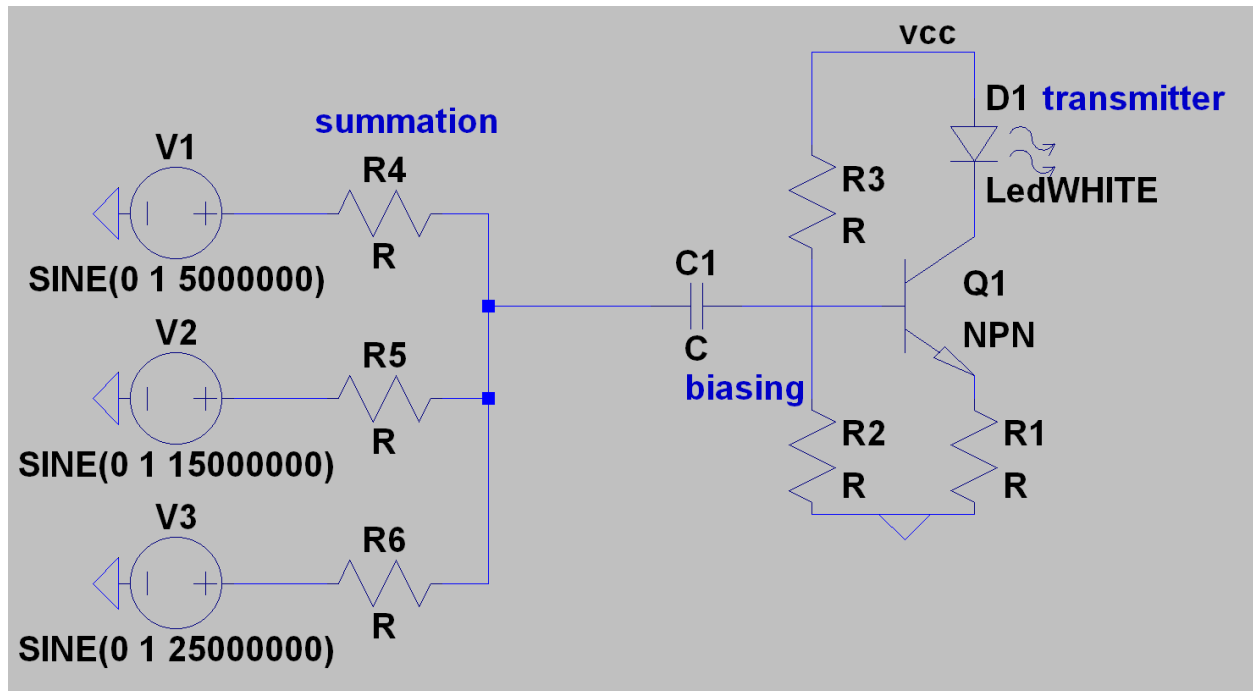 vcc
D1 transmitter
summation
V1
R4
R3
LedWHITE
R
R
SINE(0 1 5000000)
C1
Q1
V2
R5
NPN
C
biasing
R
R2
R1
SINE(0 1 15000000)
R
R
V3
R6
R
SINE(0 1 25000000)